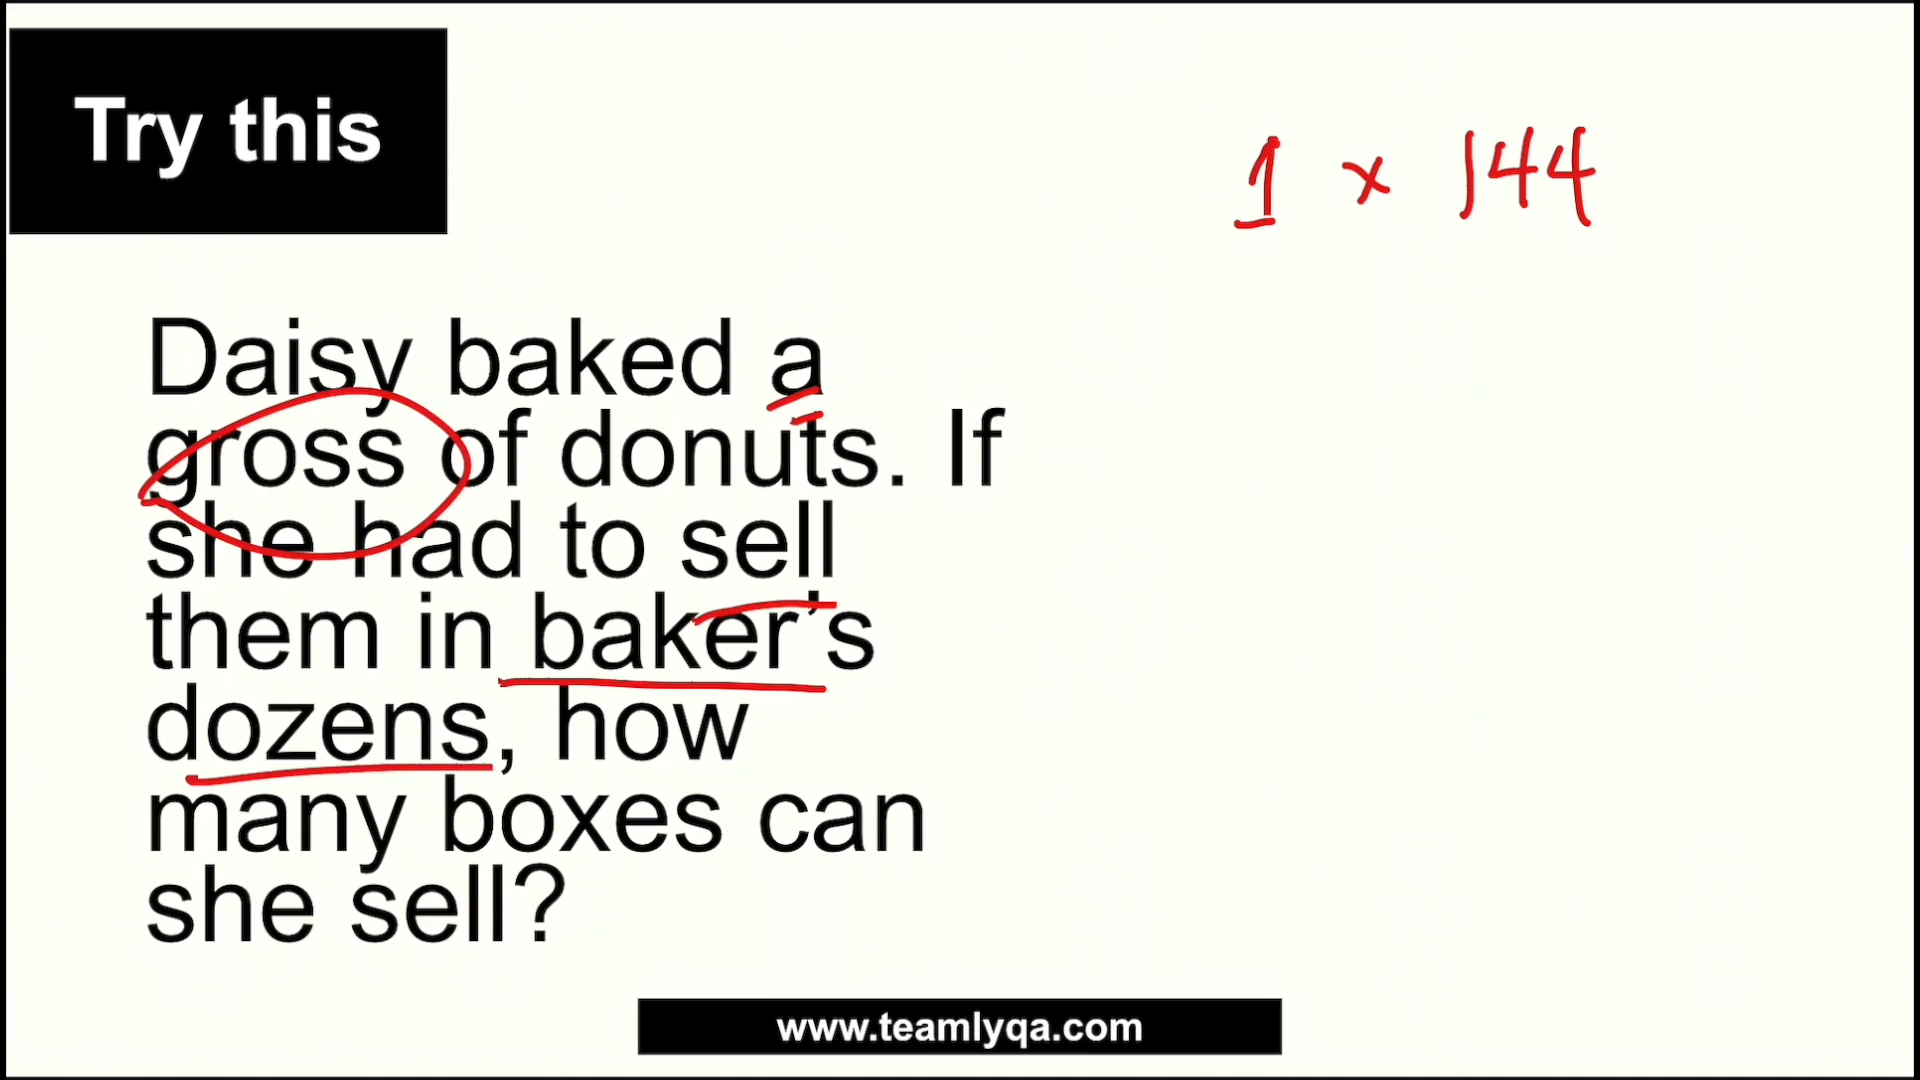 Try this
1 x 144
Daisy baked a
gross of donuts. If
she had to sell
them in baker's
dozens, how
many boxes can
she sell?
www.teamlyqa.com